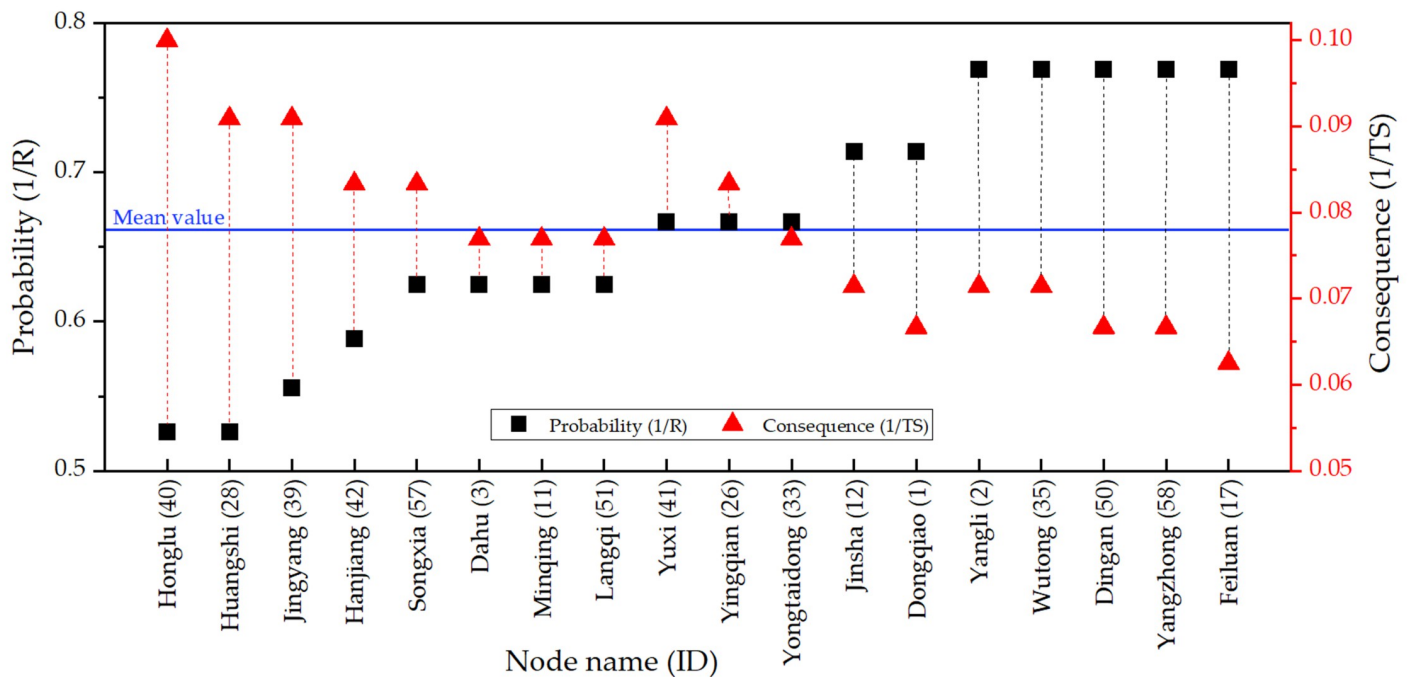 0.8
0.7
0.6
0.5
Probability (1/R)
0.10
0.09
0.08
0.07
0.06
0.05
Consequence (1/TS)
Mean value
Probability (1/R)
Consequence (1/TS)
Honglu (40)
Huangshi (28)
Jingyang (39)
Hanjiang (42)
Songxia (57)
Dahu (3)
Minqing (11)
Langqi (51)
Yuxi (41)
Yingqian (26)
Yongtaidong (33)
Jinsha (12)
Dongqiao (1)
Yangli (2)
Wutong (35)
Dingan (50)
Yangzhong (58)
Feiluan (17)
Node name (ID)